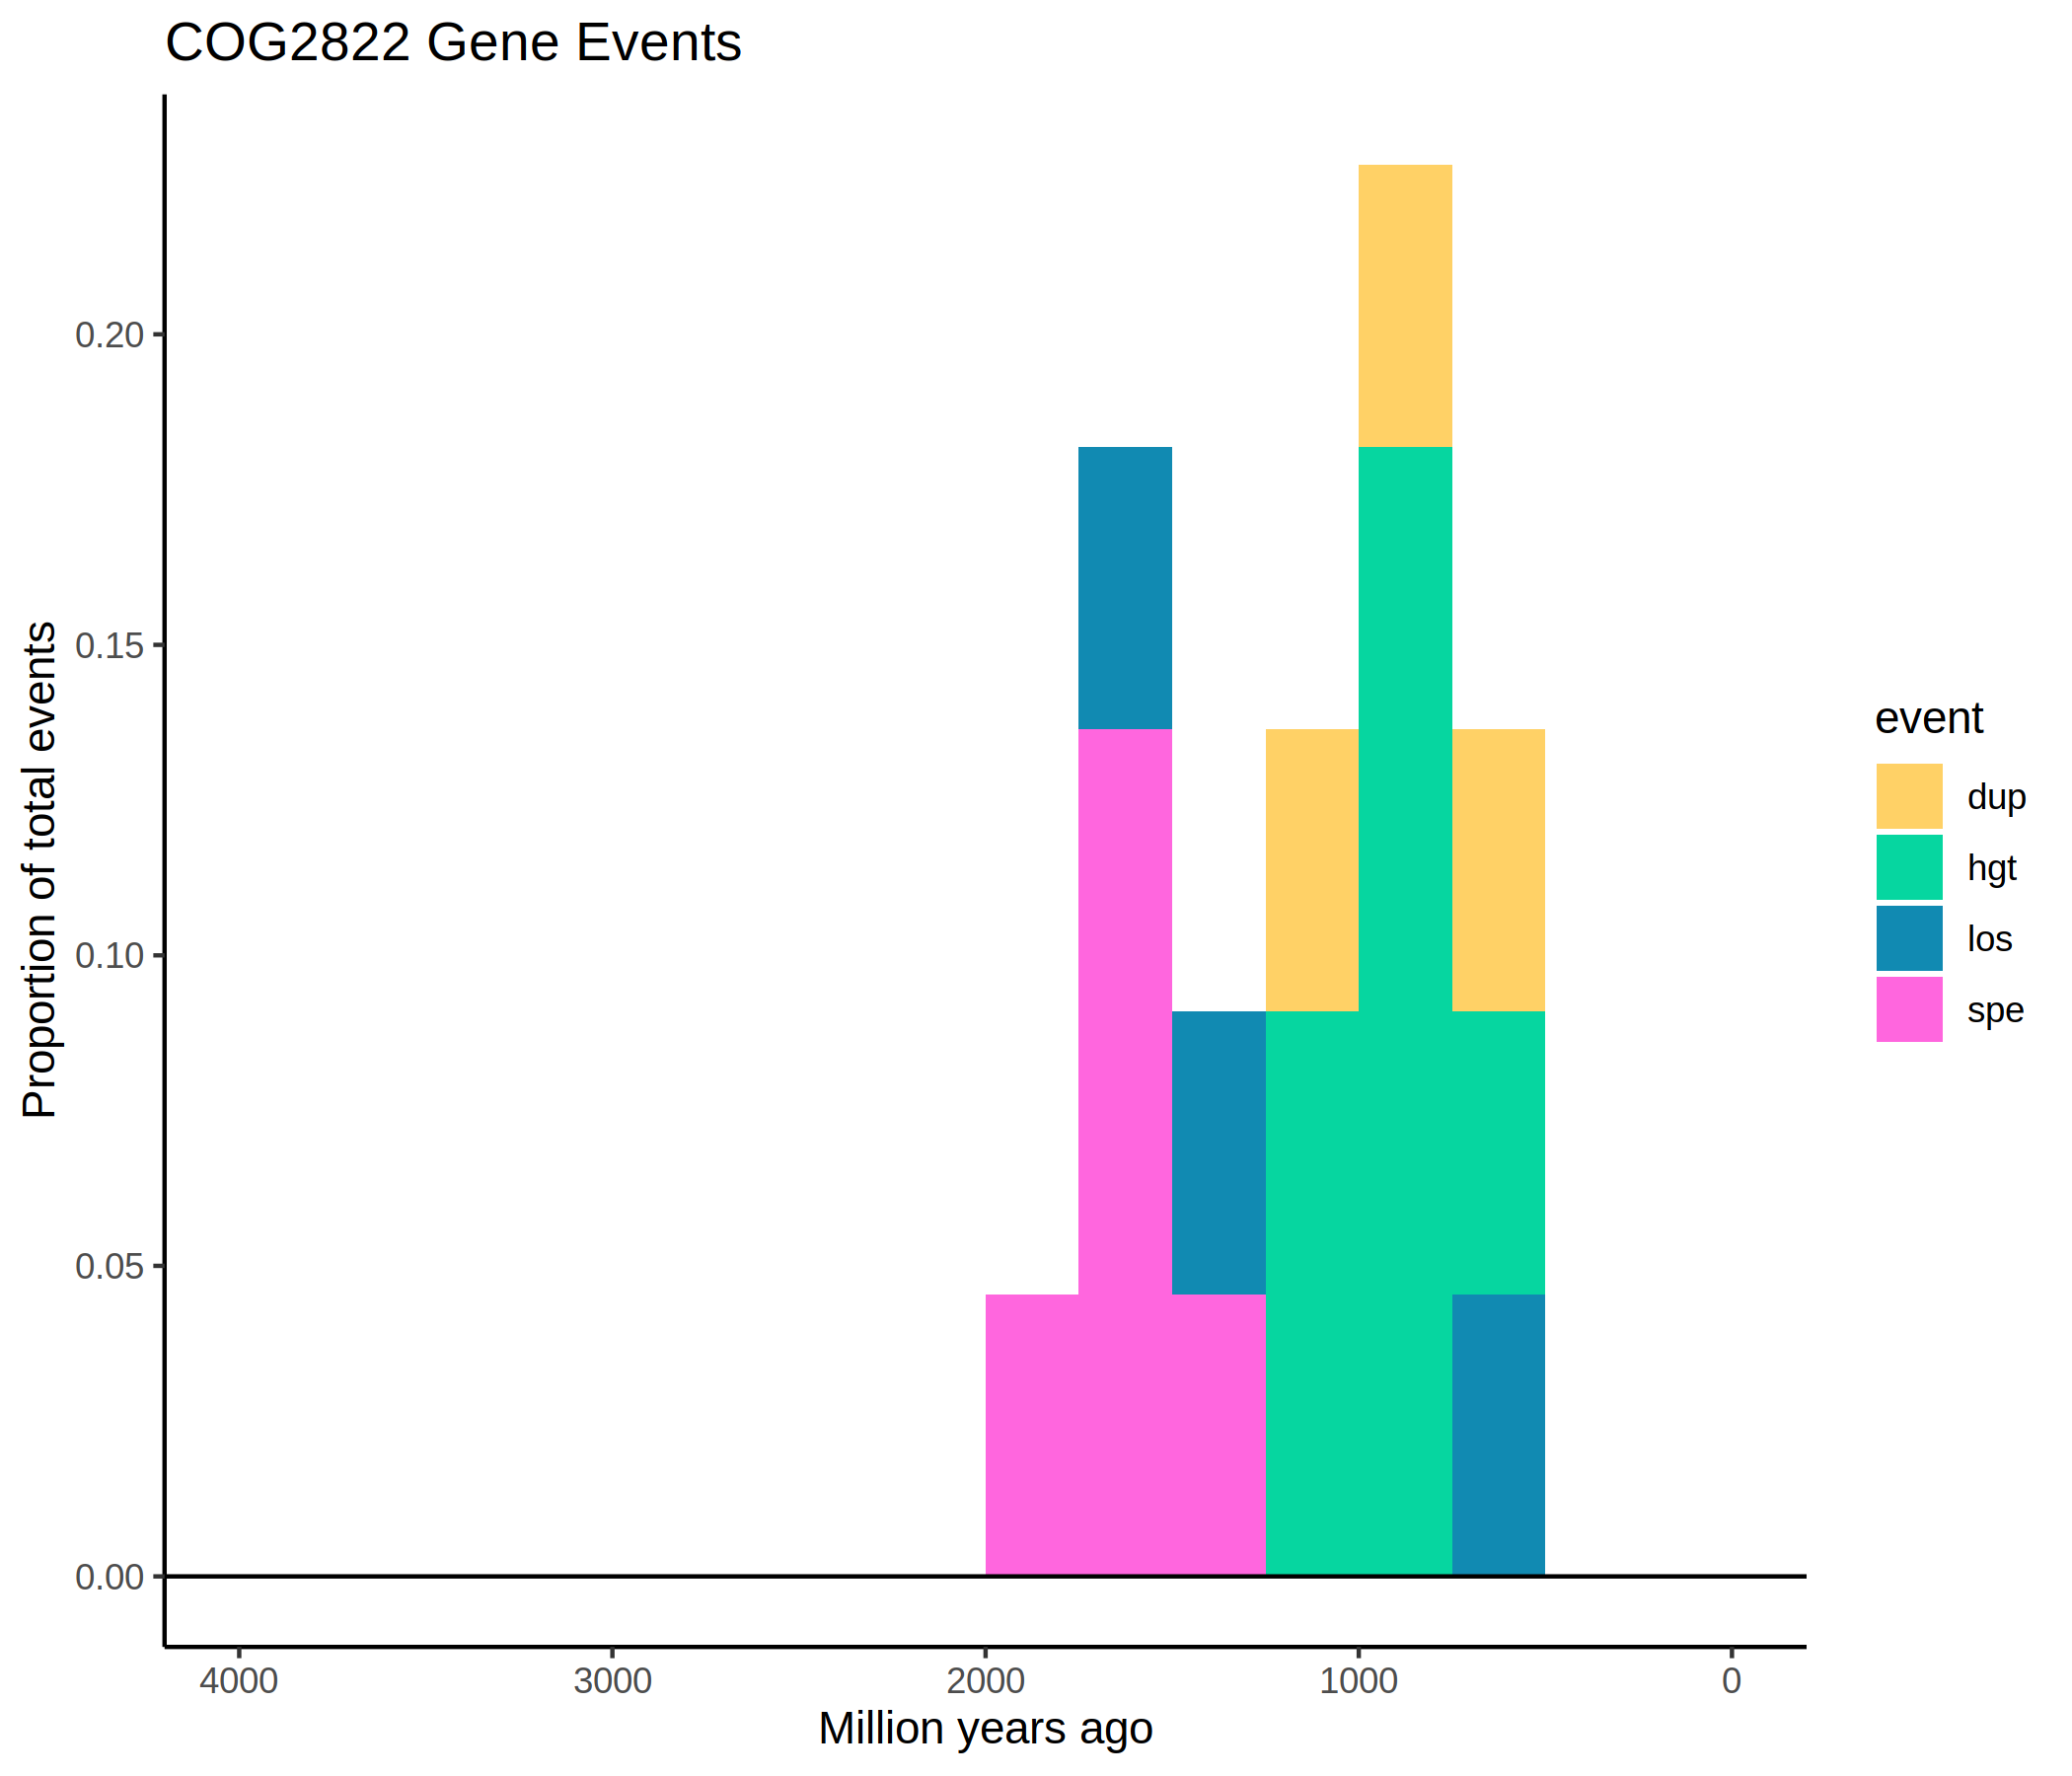 COG2822 Gene Events
Proportion of total events
0.20
0.15
0.10
0.05
0.00
4000 3000 2000 1000 0
Million years ago
event
dup
hgt
los
spe